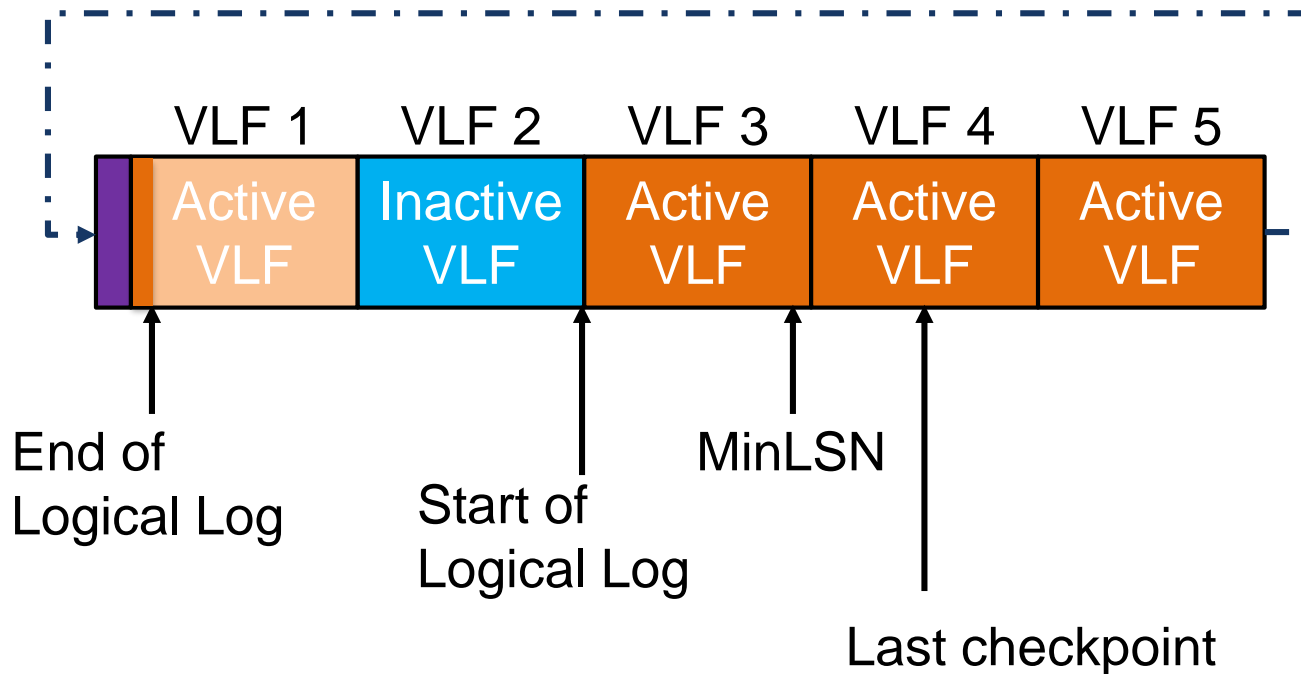 VLF 1 VLF 2 VLF 3 VLF 4 VLF 5
Active Inactive Active Active Active
VLF VLF VLF VLF VLF
End of
Logical Log
Start of
Logical Log
MinLSN
Last checkpoint